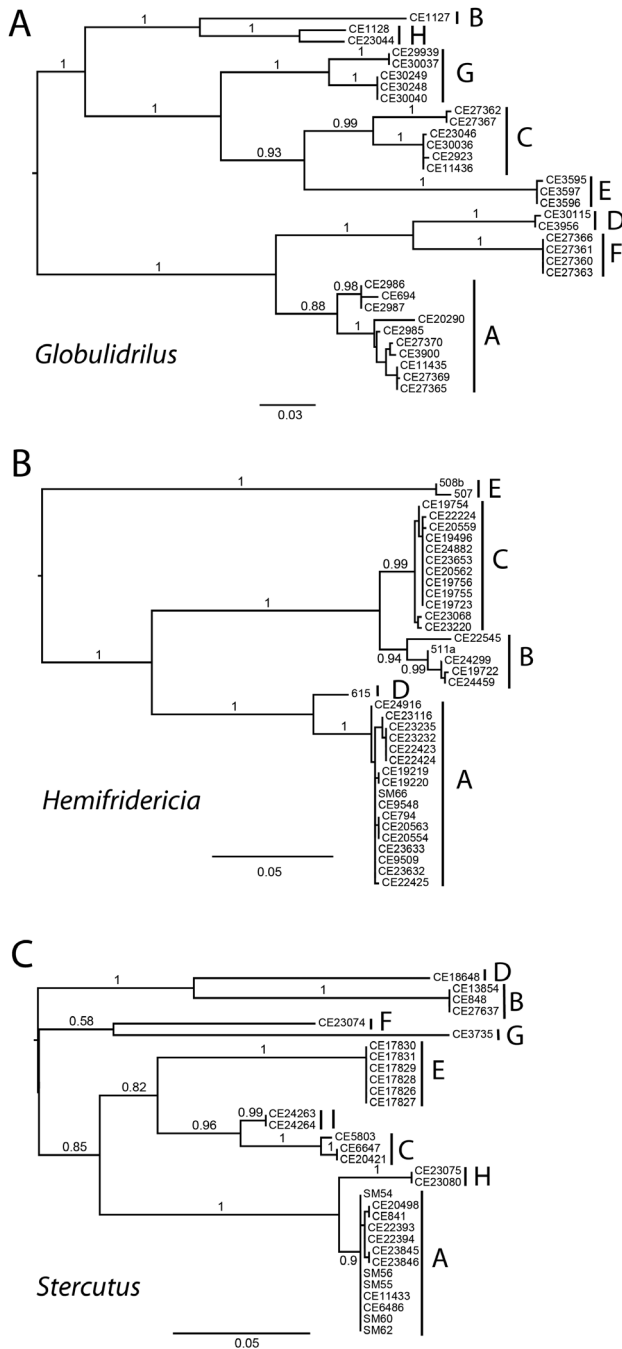 A
1
CE1127
B
1
CE1128
CE23044
H
1
1
CE29939
CE30037
G
1
CE30249
CE30248
CE30040
1
1
CE27362
CE27367
C
0.99
1
CE23046
CE30036
CE2923
CE11436
0.93
1
CE3595
CE3597
CE3596
E
1
CE30115
CE3956
D
1
1
CE27366
CE27361
CE27360
CE27363
F
1
0.98
CE2986
CE694
CE2987
0.88
1
CE20290
CE2985
CE27370
CE3900
CE11435
CE27369
CE27365
A
Globulidrilus
0.03
B
1
508b
507
E
CE19754
CE22224
CE20559
CE19496
CE24882
CE23653
CE20562
CE19756
CE19755
CE19723
CE23068
CE23220
C
0.99
1
CE22545
511a
CE24299
CE19722
CE24459
B
0.94
0.99
1
615
D
1
1
CE24916
CE23116
CE23235
CE23232
CE22423
CE22424
CE19219
CE19220
SM66
CE9548
CE794
CE20563
CE20554
CE23633
CE9509
CE23632
CE22425
A
Hemifridericia
0.05
C
1
CE18648
D
1
CE13854
CE848
CE27637
B
0.58
CE23074
F
CE3735
G
1
CE17830
CE17831
CE17829
CE17828
CE17826
CE17827
E
0.82
0.99
CE24263
CE24264
I
0.96
1
CE5803
1
CE6647
CE20421
C
0.85
1
CE23075
CE23080
H
1
SM54
CE20498
CE841
CE22393
CE22394
CE23845
CE23846
SM56
SM55
CE11433
CE6486
SM60
SM62
0.9
A
Stercutus
0.05